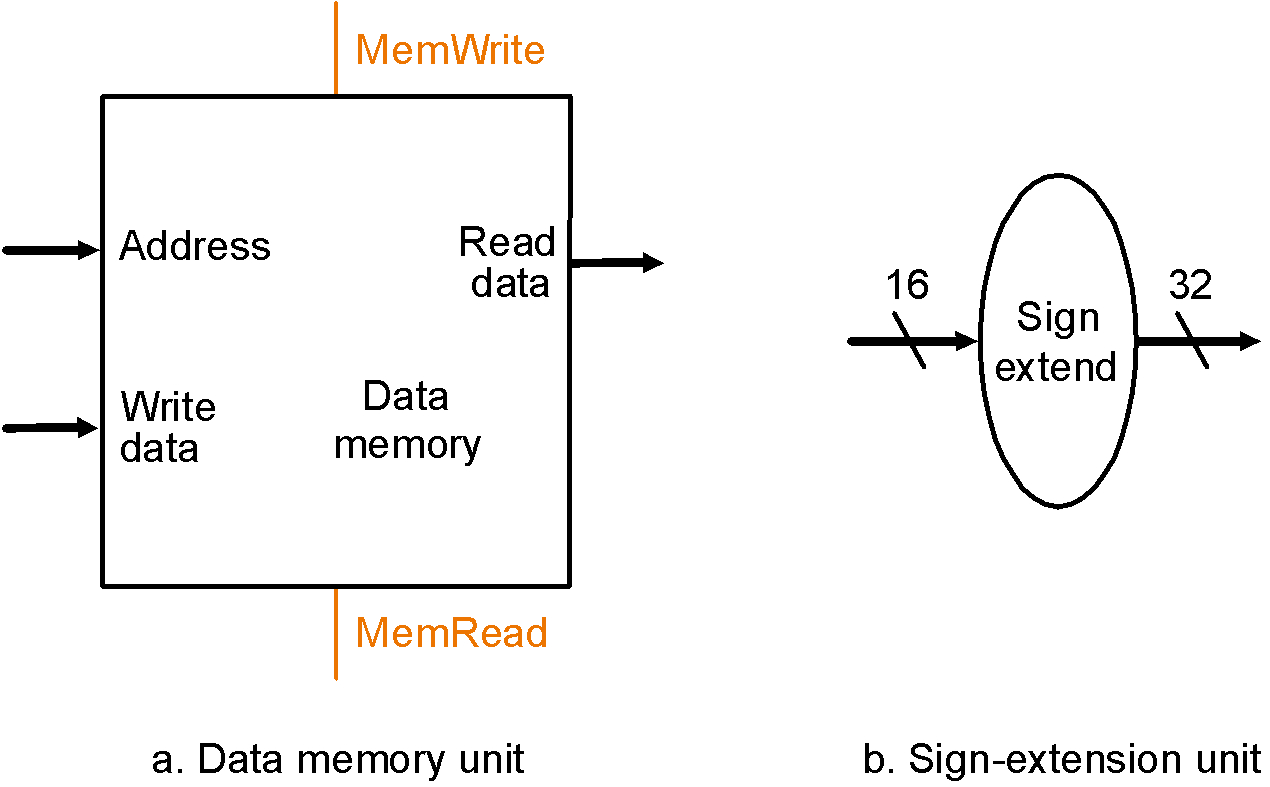 MemWrite
Address
Read
data
Write
data
Data
memory
MemRead
a. Data memory unit
16
32
Sign
extend
b. Sign-extension unit